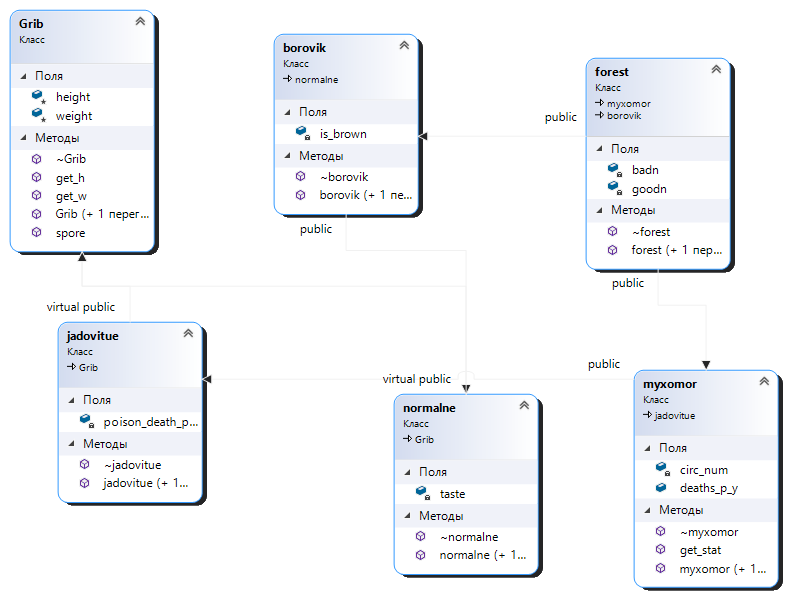 Grib
Класс
Поля
height
weight
Методы
~Grib
get_h
get_w
Grib (+ 1 перег...
spore
borovik
Класс
normalne
Поля
is_brown
Методы
~borovik
borovik (+ 1 пе...
public
forest
Класс
myxomor
borovik
Поля
badn
goodn
Методы
~forest
forest (+ 1 пер...
public
public
virtual public
jadovitue
Класс
Grib
Поля
poison_death_p...
Методы
~jadovitue
jadovitue (+ 1...
virtual public
normalne
Класс
Grib
Поля
taste
Методы
~normalne
normalne (+ 1...
public
myxomor
Класс
jadovitue
Поля
circ_num
deaths_p_y
Методы
~myxomor
get_stat
myxomor (+ 1...